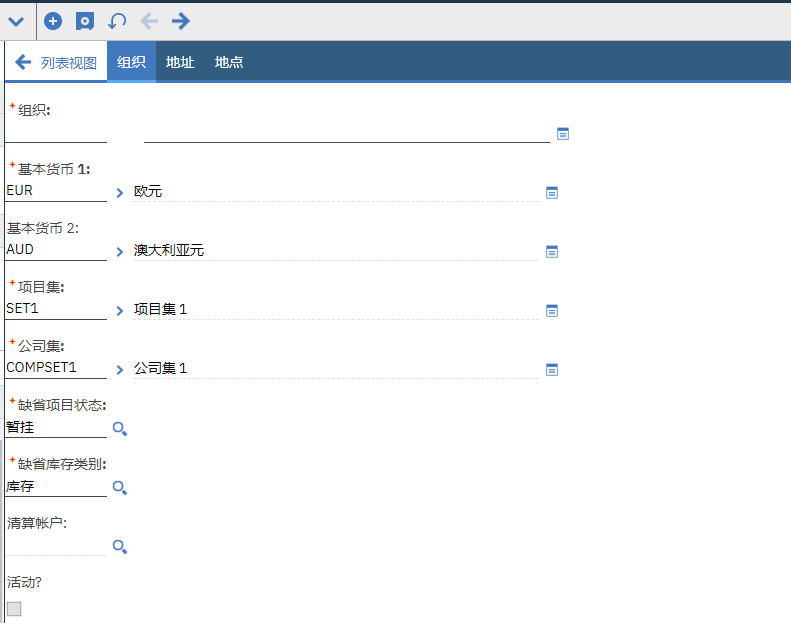 列表视图 组织 地址 地点
*组织:
*基本货币 1:
EUR 欧元
基本货币 2:
AUD 澳大利亚元
*项目集:
SET1 项目集 1
*公司集:
COMPSET1 公司集 1
*缺省项目状态:
暂挂
*缺省库存类别:
库存
清算帐户:
活动?